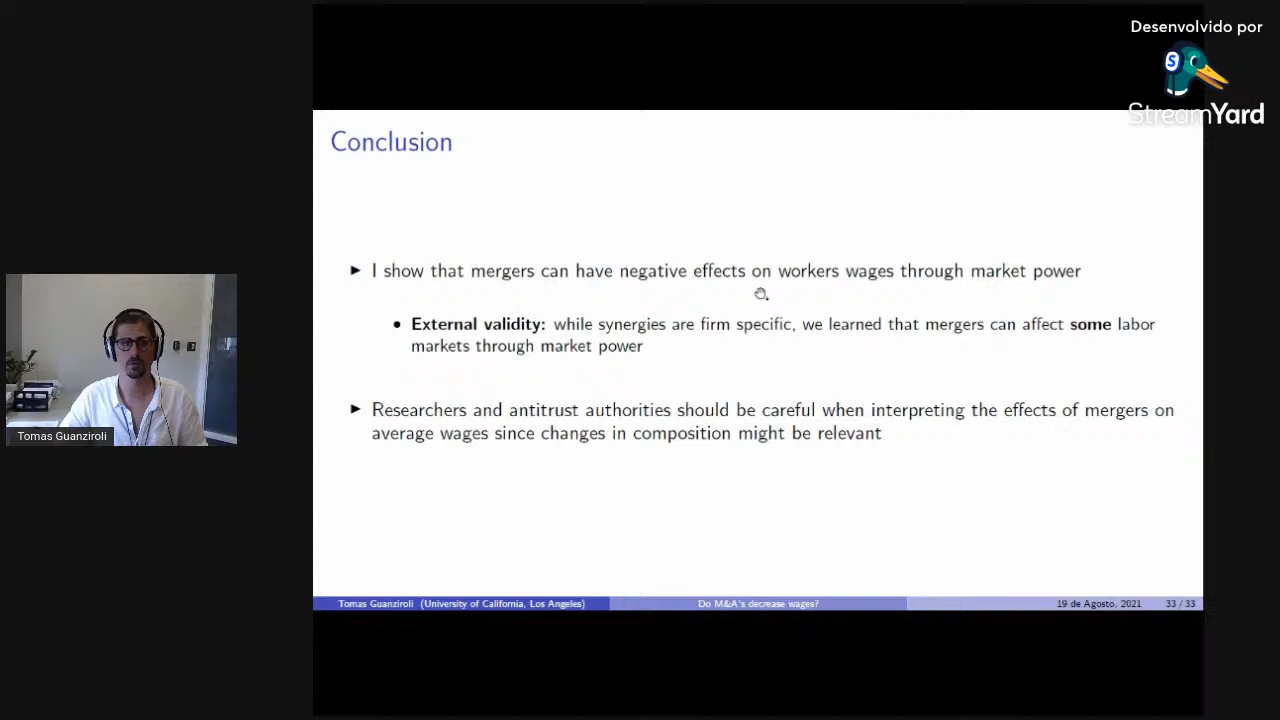 Desenvolvido por
StreamYard
Conclusion
► I show that mergers can have negative effects on workers wages through market power
• External validity: while synergies are firm specific, we learned that mergers can affect some labor
markets through market power
► Researchers and antitrust authorities should be careful when interpreting the effects of mergers on
average wages since changes in composition might be relevant
Tomas Guanziroli
Tomas Guanziroli (University of California, Los Angeles) Do M&A's decrease wages? 19 de Agosto, 2021 33 / 33